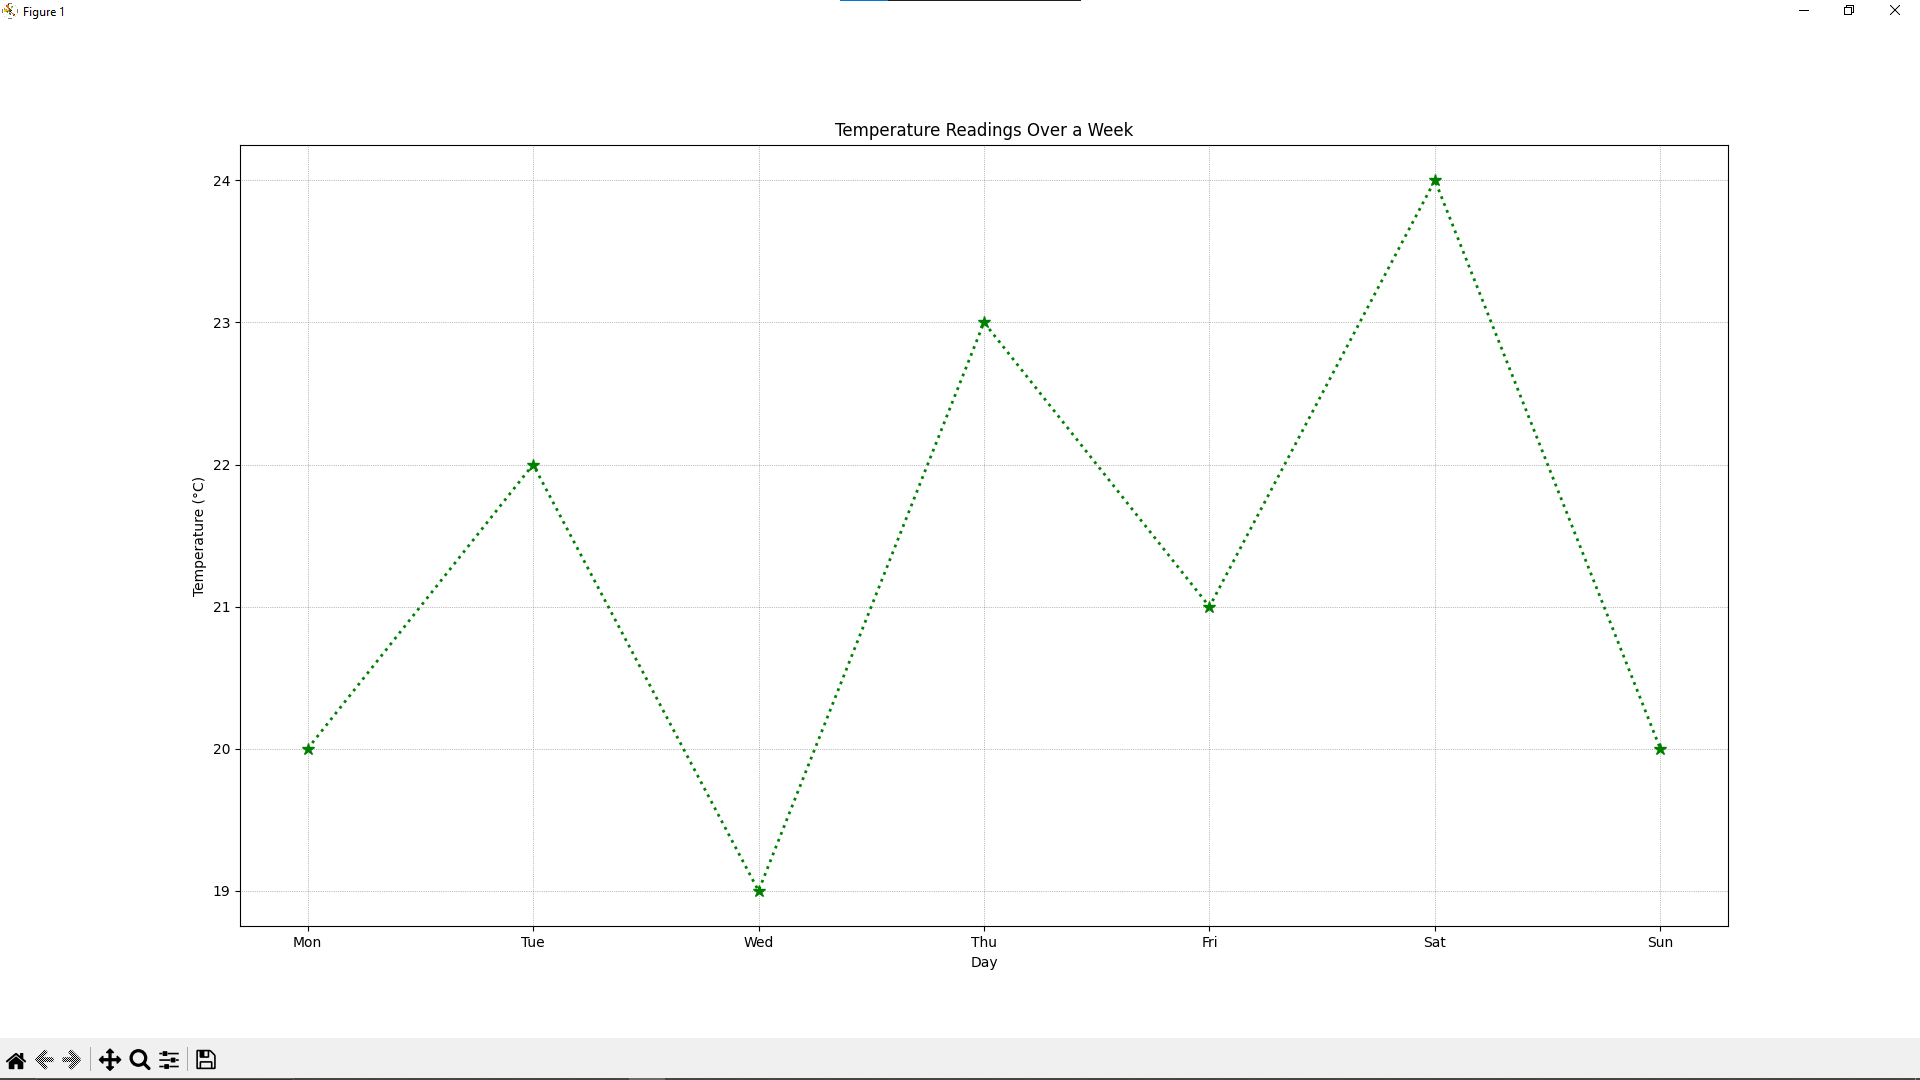 Figure 1
Temperature Readings Over a Week
24
23
22
21
20
19
Temperature (°C)
Mon Tue Wed Thu Fri Sat Sun
Day